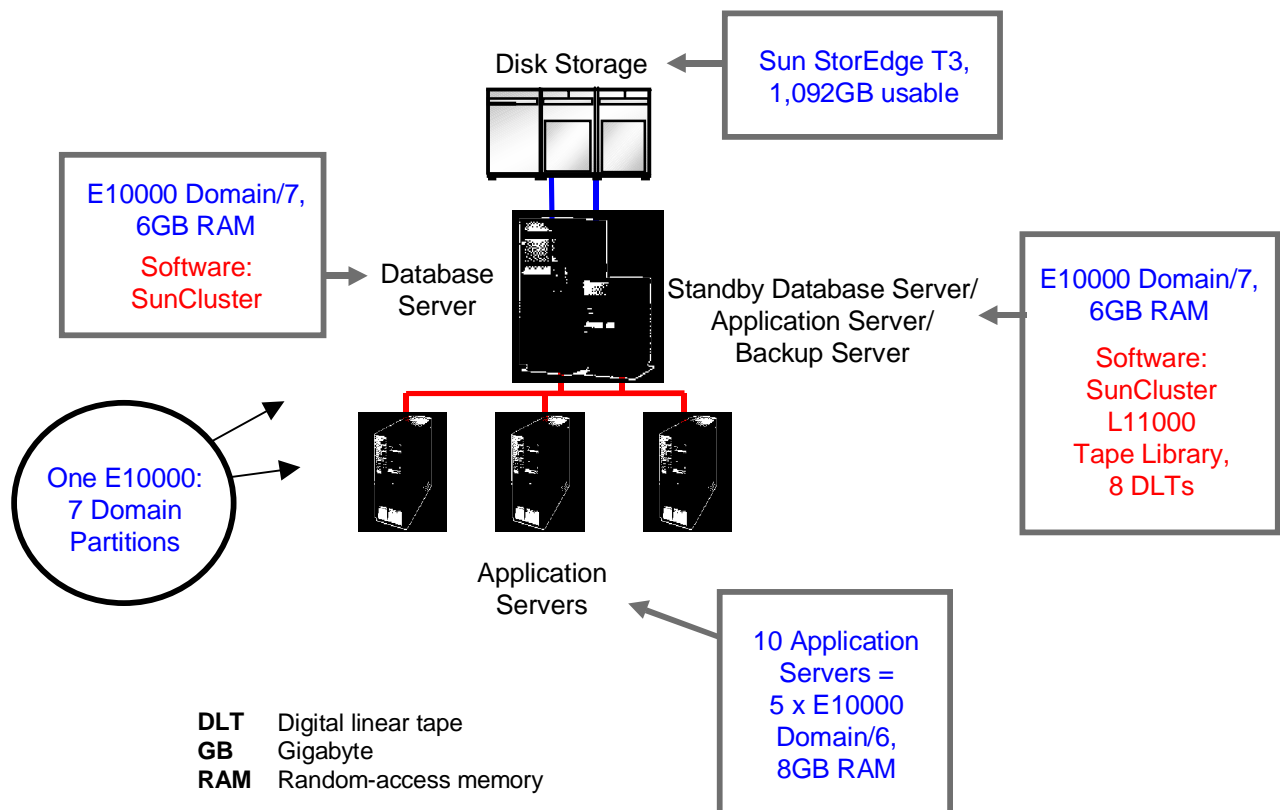 Disk Storage
Sun StorEdge T3,
1,092GB usable
E10000 Domain/7,
6GB RAM
Software:
SunCluster
Database
Server
Standby Database Server/
Application Server/
Backup Server
E10000 Domain/7,
6GB RAM
Software:
SunCluster
L11000
Tape Library,
8 DLTs
One E10000:
7 Domain
Partitions
Application
Servers
10 Application
Servers =
5 x E10000
Domain/6,
8GB RAM
DLT Digital linear tape
GB Gigabyte
RAM Random-access memory